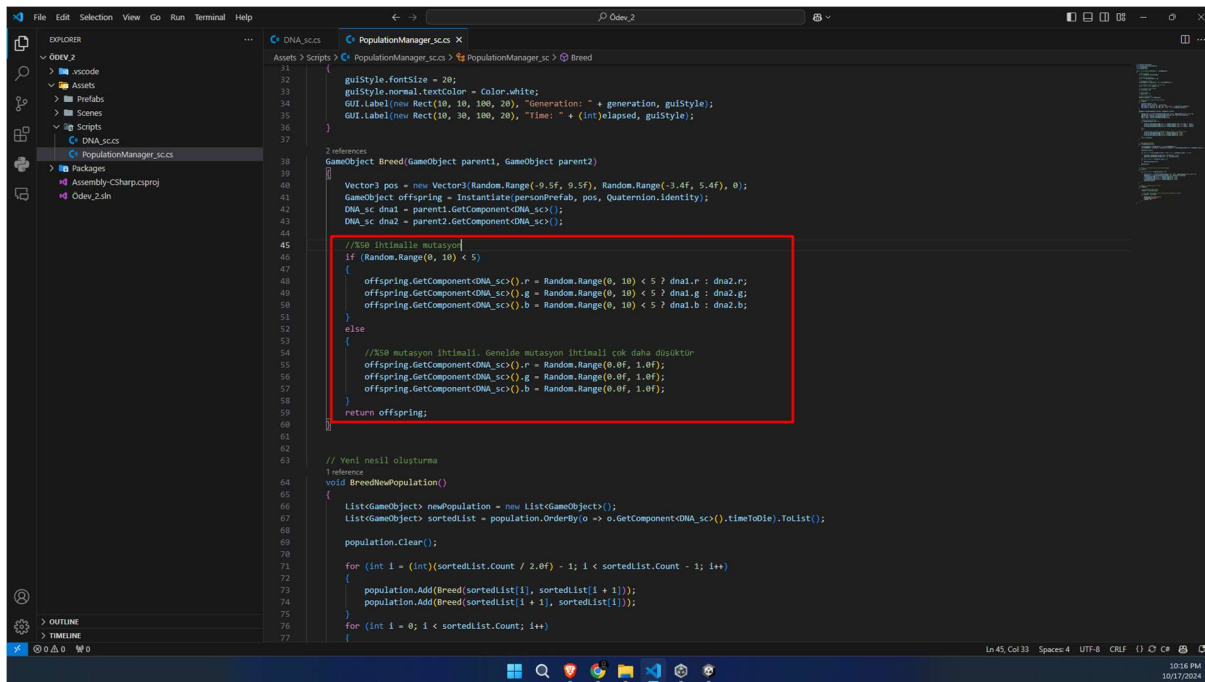 File Edit Selection View Go Run Terminal Help
Ödev_2
EXPLORER
ÖDEV_2
.vscode
Assets
Prefabs
Scenes
Scripts
DNA_sc.cs
PopulationManager_sc.cs
Packages
Assembly-CSharp.csproj
Ödev_2.sln
OUTLINE
TIMELINE
DNA_sc.cs PopulationManager_sc.cs
Assets > Scripts > PopulationManager_sc.cs > PopulationManager_sc > Breed
31 {
32 guiStyle.fontSize = 20;
33 guiStyle.normal.textColor = Color.white;
34 GUI.Label(new Rect(10, 10, 100, 20), "Generation: " + generation, guiStyle);
35 GUI.Label(new Rect(10, 30, 100, 20), "Time: " + (int)elapsed, guiStyle);
36 }
37
2 references
38 GameObject Breed(GameObject parent1, GameObject parent2)
39 {
40 Vector3 pos = new Vector3(Random.Range(-9.5f, 9.5f), Random.Range(-3.4f, 5.4f), 0);
41 GameObject offspring = Instantiate(personPrefab, pos, Quaternion.identity);
42 DNA_sc dna1 = parent1.GetComponent<DNA_sc>();
43 DNA_sc dna2 = parent2.GetComponent<DNA_sc>();
44
45 //%50 ihtimalle mutasyon
46 if (Random.Range(0, 10) < 5)
47 {
48 offspring.GetComponent<DNA_sc>().r = Random.Range(0, 10) < 5 ? dna1.r : dna2.r;
49 offspring.GetComponent<DNA_sc>().g = Random.Range(0, 10) < 5 ? dna1.g : dna2.g;
50 offspring.GetComponent<DNA_sc>().b = Random.Range(0, 10) < 5 ? dna1.b : dna2.b;
51 }
52 else
53 {
54 //%50 mutasyon ihtimali. Genelde mutasyon ihtimali çok daha düşüktür
55 offspring.GetComponent<DNA_sc>().r = Random.Range(0.0f, 1.0f);
56 offspring.GetComponent<DNA_sc>().g = Random.Range(0.0f, 1.0f);
57 offspring.GetComponent<DNA_sc>().b = Random.Range(0.0f, 1.0f);
58 }
59 return offspring;
60 }
61
62
63 // Yeni nesil oluşturma
1 reference
64 void BreedNewPopulation()
65 {
66 List<GameObject> newPopulation = new List<GameObject>();
67 List<GameObject> sortedList = population.OrderBy(o => o.GetComponent<DNA_sc>().timeToDie).ToList();
68
69 population.Clear();
70
71 for (int i = (int)(sortedList.Count / 2.0f) - 1; i < sortedList.Count - 1; i++)
72 {
73 population.Add(Breed(sortedList[i], sortedList[i + 1]));
74 population.Add(Breed(sortedList[i + 1], sortedList[i]));
75 }
76 for (int i = 0; i < sortedList.Count; i++)
77 {
0 0 0 Ln 45, Col 33 Spaces: 4 UTF-8 CRLF {} C#
10:16 PM
10/17/2024